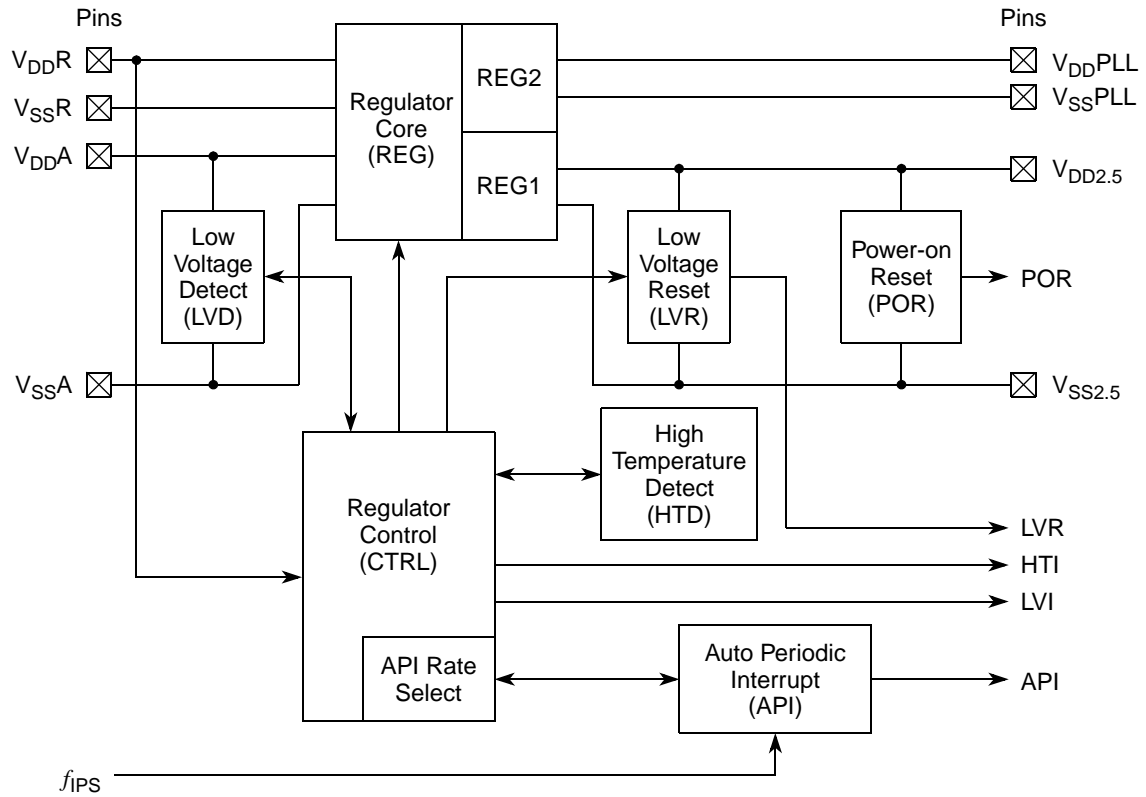 Pins
Pins
VDDR
VSSR
VDDA
VSSA
Regulator
Core
(REG)
REG2
REG1
VDDPLL
VSSPLL
VDD2.5
Low
Voltage
Detect
(LVD)
Low
Voltage
Reset
(LVR)
Power-on
Reset
(POR)
POR
VSS2.5
High
Temperature
Detect
(HTD)
Regulator
Control
(CTRL)
LVR
HTI
LVI
API Rate
Select
Auto Periodic
Interrupt
(API)
API
fIPS